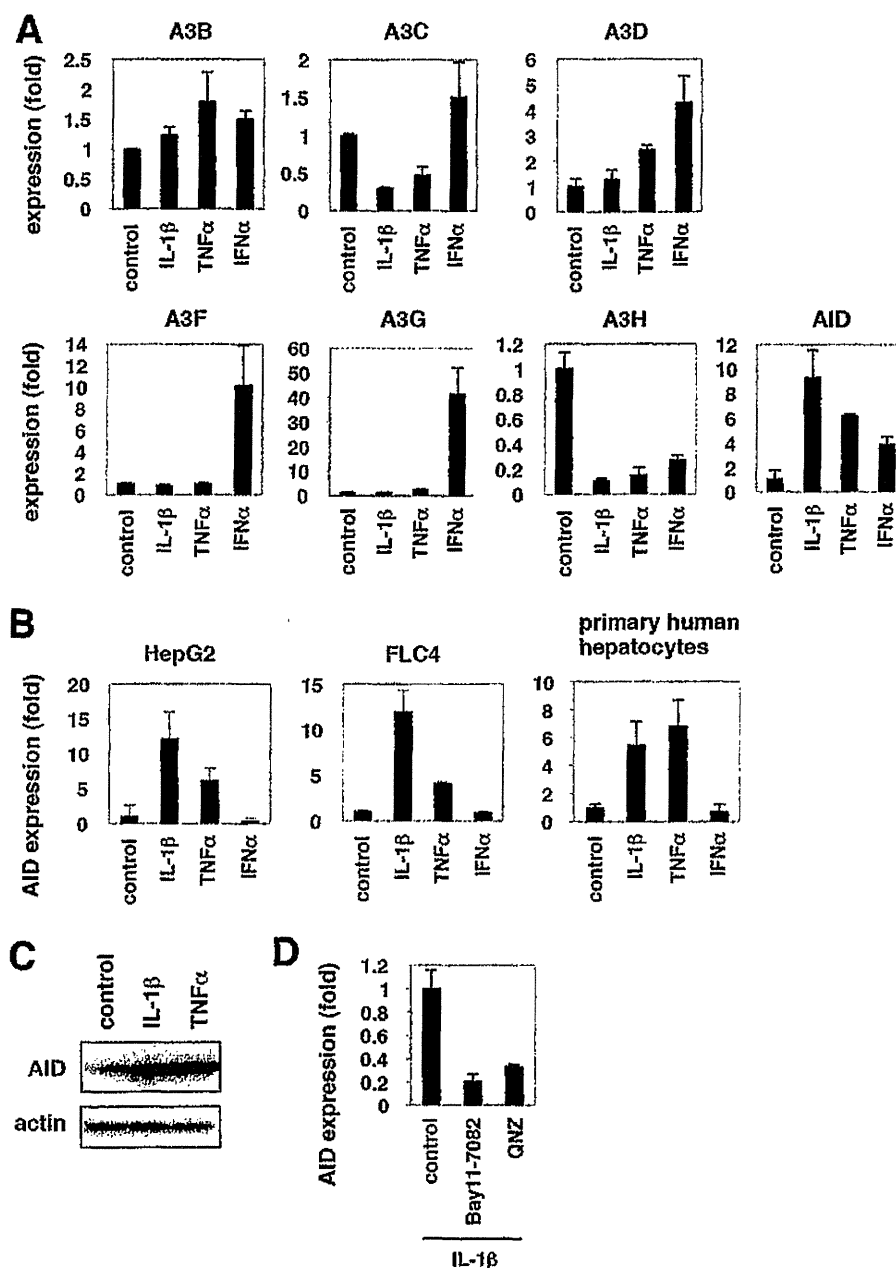 A
A3B
expression (fold)
2.5
2
1.5
1
0.5
0
control
IL-1β
TNFα
IFNα
A3C
2
1.5
1
0.5
0
control
IL-1β
TNFα
IFNα
A3D
6
5
4
3
2
1
0
control
IL-1β
TNFα
IFNα
A3F
expression (fold)
14
12
10
8
6
4
2
0
control
IL-1β
TNFα
IFNα
A3G
60
50
40
30
20
10
0
control
IL-1β
TNFα
IFNα
A3H
1.2
1
0.8
0.6
0.4
0.2
0
control
IL-1β
TNFα
IFNα
AID
12
10
8
6
4
2
0
control
IL-1β
TNFα
IFNα
B
HepG2
AID expression (fold)
20
15
10
5
0
control
IL-1β
TNFα
IFNα
FLC4
15
10
5
0
control
IL-1β
TNFα
IFNα
primary human
hepatocytes
10
8
6
4
2
0
control
IL-1β
TNFα
IFNα
C
control
IL-1β
TNFα
AID
actin
D
AID expression (fold)
1.2
1
0.8
0.6
0.4
0.2
0
control
Bay11-7082
QNZ
IL-1β